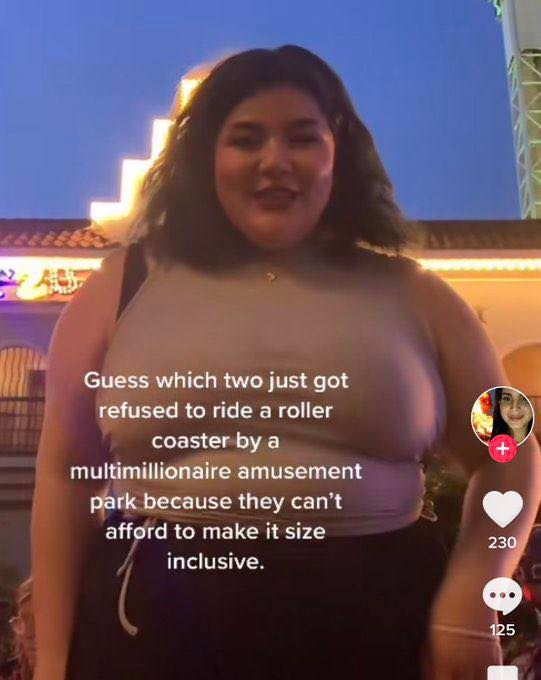 Guess which two just got
refused to ride a roller
coaster by a
multimillionaire amusement
park because they can't
afford to make it size
inclusive.
230
125